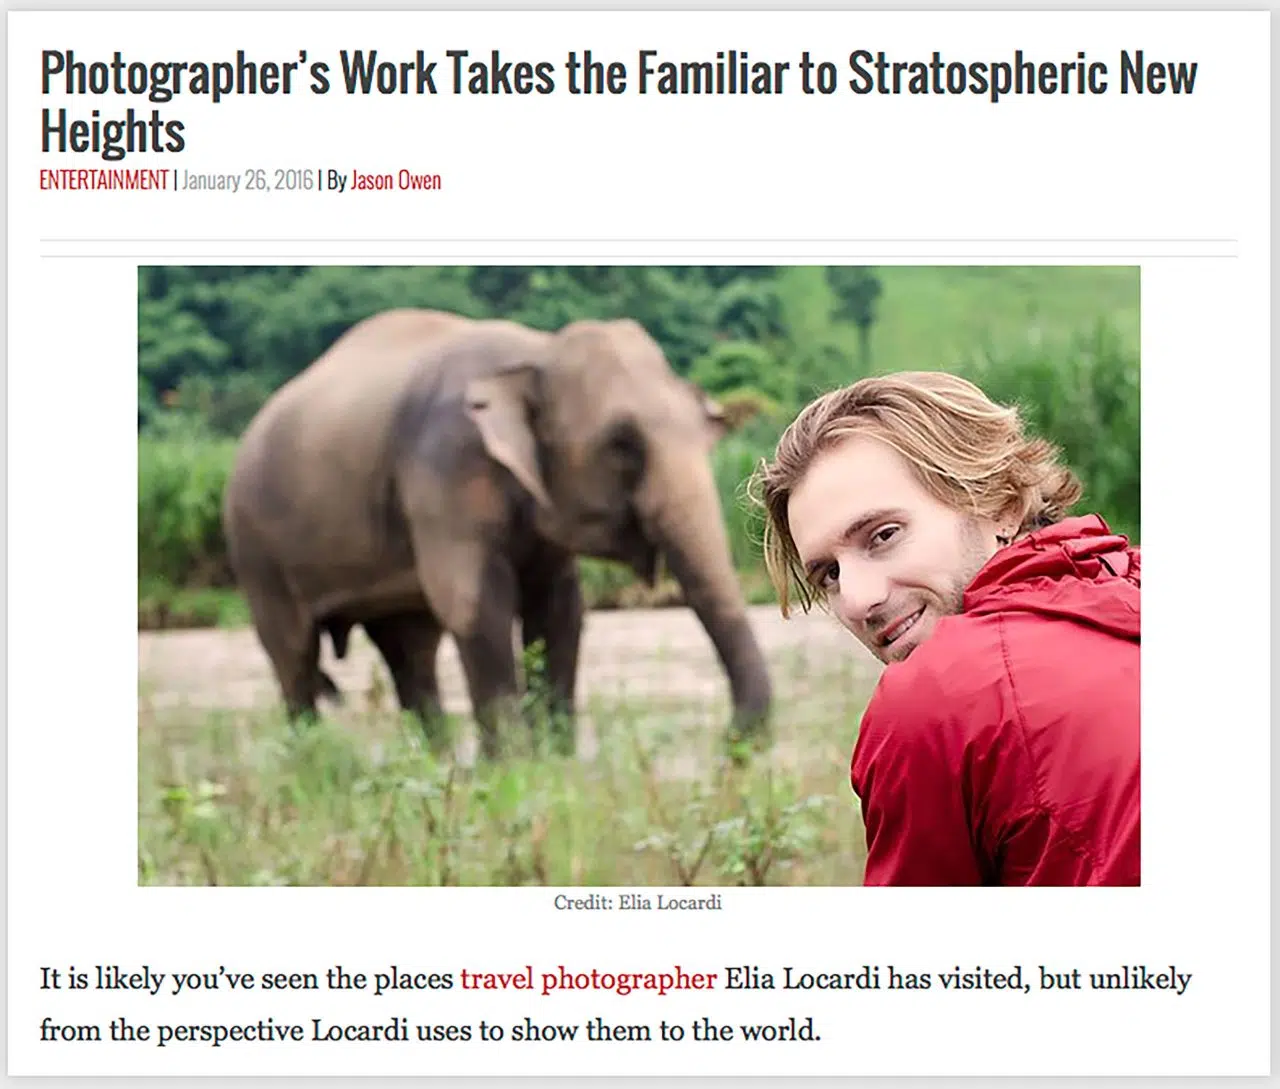 Photographer’s Work Takes the Familiar to Stratospheric New
Heights
ENTERTAINMENT | January 26, 2016 | By Jason Owen
Credit: Elia Locardi
It is likely you’ve seen the places travel photographer Elia Locardi has visited, but unlikely
from the perspective Locardi uses to show them to the world.